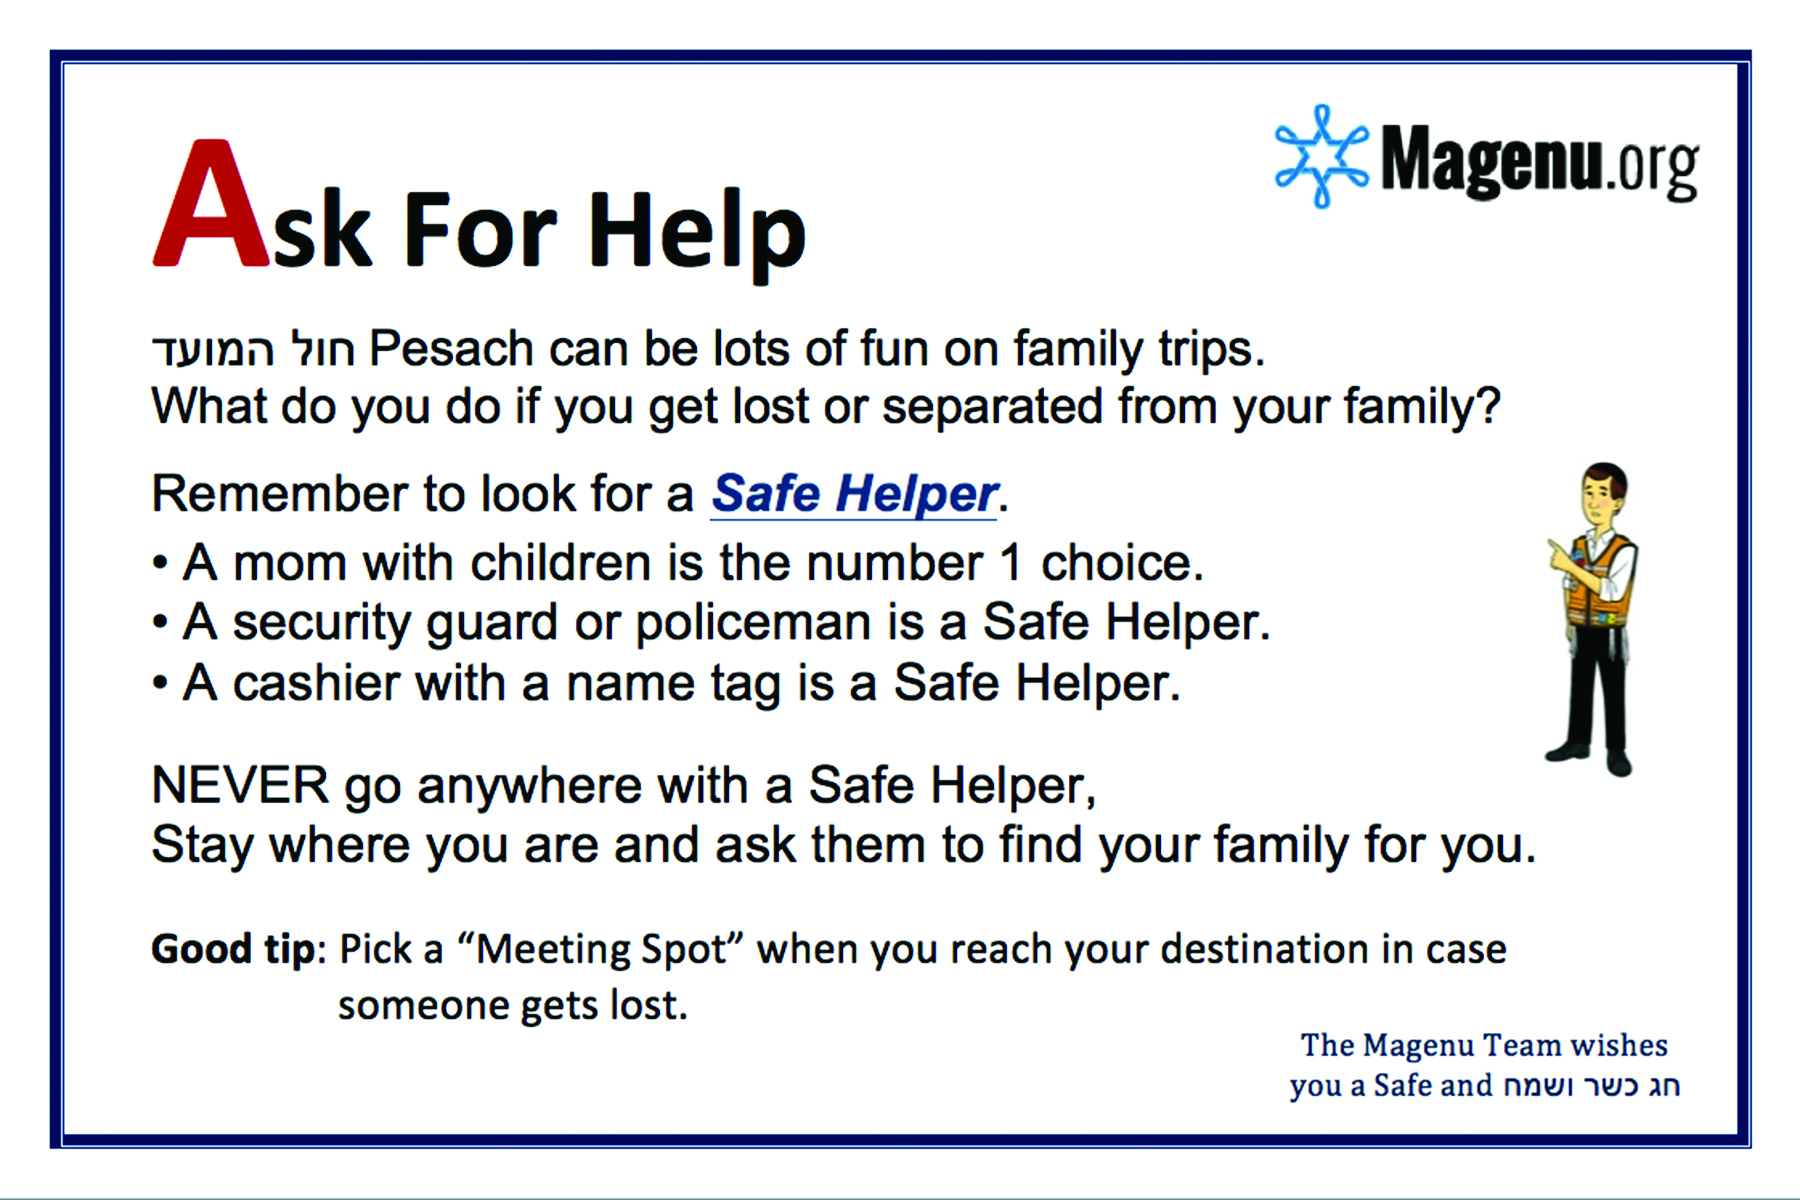 Ask For Help
Magenu.org
חול המועד Pesach can be lots of fun on family trips.
What do you do if you get lost or separated from your family?
Remember to look for a Safe Helper.
• A mom with children is the number 1 choice.
• A security guard or policeman is a Safe Helper.
• A cashier with a name tag is a Safe Helper.
NEVER go anywhere with a Safe Helper,
Stay where you are and ask them to find your family for you.
Good tip: Pick a “Meeting Spot” when you reach your destination in case
someone gets lost.
The Magenu Team wishes
you a Safe and חג כשר ושמח